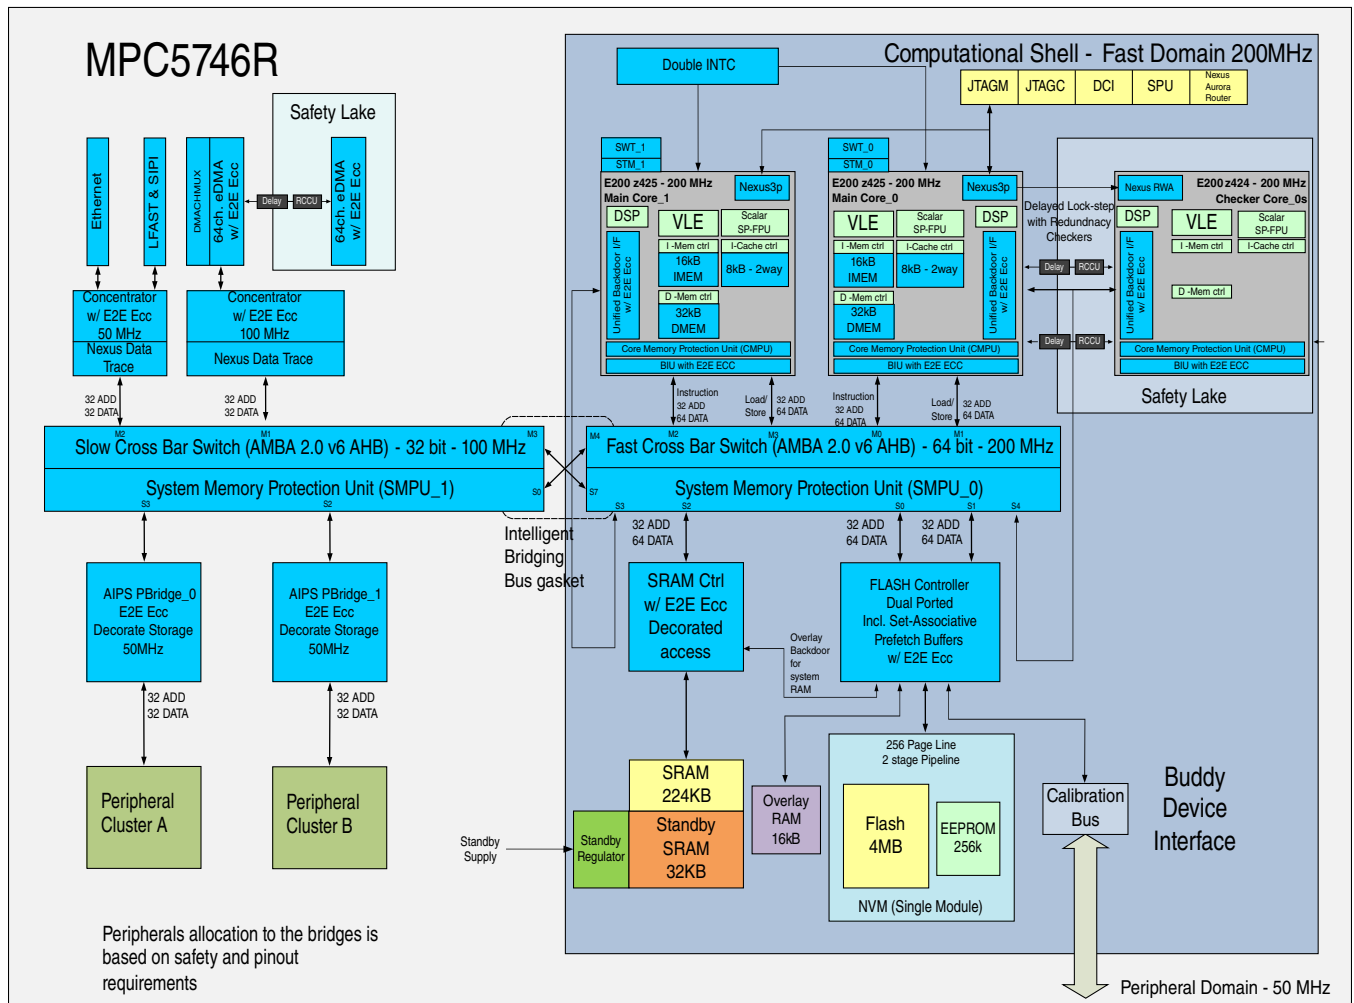 MPC5746R
Computational Shell - Fast Domain 200MHz
Double INTC
JTAGM
JTAGC
DCI
SPU
Nexus
Aurora
Router
Safety Lake
Ethernet
LFAST & SIPI
DMACHMUX
64ch. eDMA
w/ E2E Ecc
Delay
RCCU
64ch. eDMA
w/ E2E Ecc
Concentrator
w/ E2E Ecc
50 MHz
Nexus Data
Trace
Concentrator
w/ E2E Ecc
100 MHz
Nexus Data Trace
32 ADD
32 DATA
32 ADD
32 DATA
SWT_1
STM_1
E200 z425 - 200 MHz
Main Core_1
Nexus3p
DSP
VLE
Scalar
SP-FPU
I -Mem ctrl
I-Cache ctrl
16kB
IMEM
8kB - 2way
D -Mem ctrl
32kB
DMEM
Unified Backdoor I/F
w/ E2E Ecc
Core Memory Protection Unit (CMPU)
BIU with E2E ECC
SWT_0
STM_0
E200 z425 - 200 MHz
Main Core_0
Nexus3p
VLE
Scalar
SP-FPU
DSP
I -Mem ctrl
I-Cache ctrl
16kB
IMEM
8kB - 2way
D -Mem ctrl
32kB
DMEM
Unified Backdoor I/F
w/ E2E Ecc
Core Memory Protection Unit (CMPU)
BIU with E2E ECC
Delayed Lock-step
with Redundnacy
Checkers
Delay
RCCU
Delay
RCCU
Nexus RWA
E200 z424 - 200 MHz
Checker Core_0s
DSP
VLE
Scalar
SP-FPU
I -Mem ctrl
I-Cache ctrl
D -Mem ctrl
Unified Backdoor I/F
w/ E2E Ecc
Core Memory Protection Unit (CMPU)
BIU with E2E ECC
Safety Lake
Instruction
32 ADD
64 DATA
Load/
Store
32 ADD
64 DATA
Instruction
32 ADD
64 DATA
Load/
Store
32 ADD
64 DATA
M2
M1
M3
Slow Cross Bar Switch (AMBA 2.0 v6 AHB) - 32 bit - 100 MHz
System Memory Protection Unit (SMPU_1)
S3
S2
S0
M4
M2
M3
M0
M1
Fast Cross Bar Switch (AMBA 2.0 v6 AHB) - 64 bit - 200 MHz
System Memory Protection Unit (SMPU_0)
S7
S3
S2
S0
S1
S4
Intelligent
Bridging
Bus gasket
32 ADD
64 DATA
32 ADD
64 DATA
32 ADD
64 DATA
AIPS PBridge_0
E2E Ecc
Decorate Storage
50MHz
AIPS PBridge_1
E2E Ecc
Decorate Storage
50MHz
SRAM Ctrl
w/ E2E Ecc
Decorated
access
Overlay
Backdoor
for
system
RAM
FLASH Controller
Dual Ported
Incl. Set-Associative
Prefetch Buffers
w/ E2E Ecc
32 ADD
32 DATA
32 ADD
32 DATA
Peripheral
Cluster A
Peripheral
Cluster B
Standby
Supply
Standby
Regulator
SRAM
224KB
Standby
SRAM
32KB
Overlay
RAM
16kB
256 Page Line
2 stage Pipeline
Flash
4MB
EEPROM
256k
NVM (Single Module)
Calibration
Bus
Buddy
Device
Interface
Peripherals allocation to the bridges is
based on safety and pinout
requirements
Peripheral Domain - 50 MHz